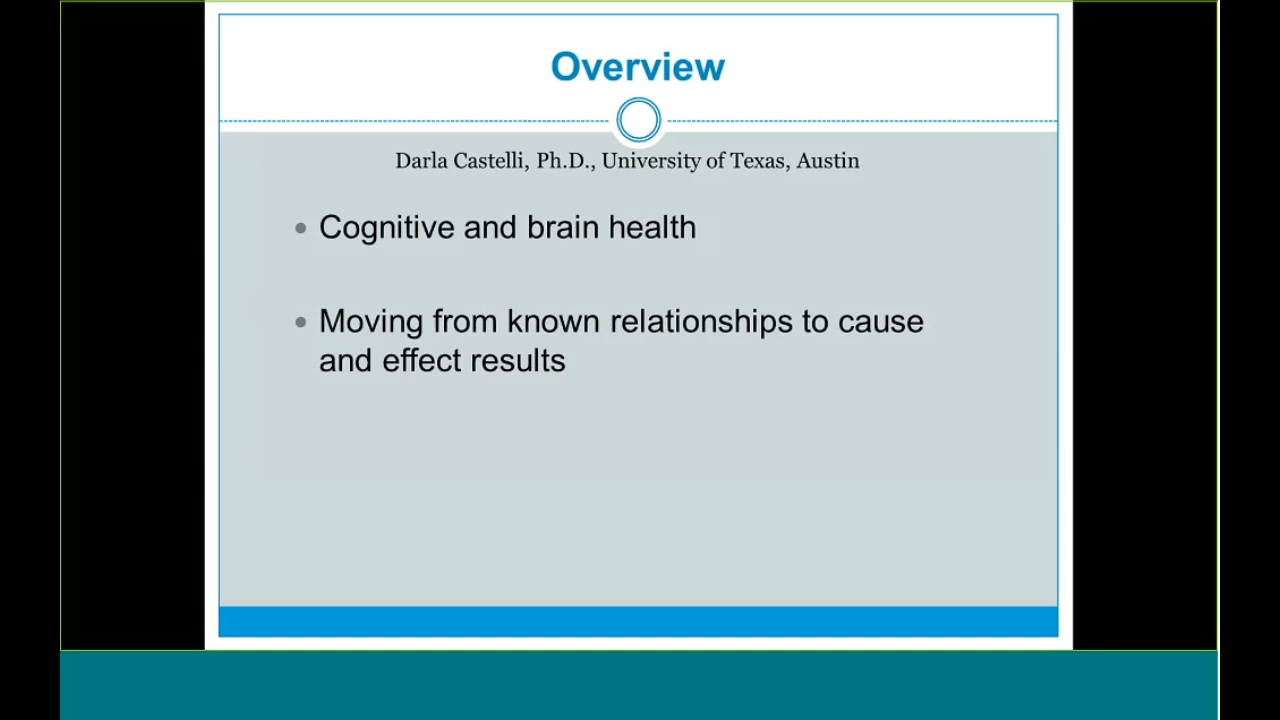 Overview
Darla Castelli, Ph.D., University of Texas, Austin
• Cognitive and brain health
• Moving from known relationships to cause
and effect results